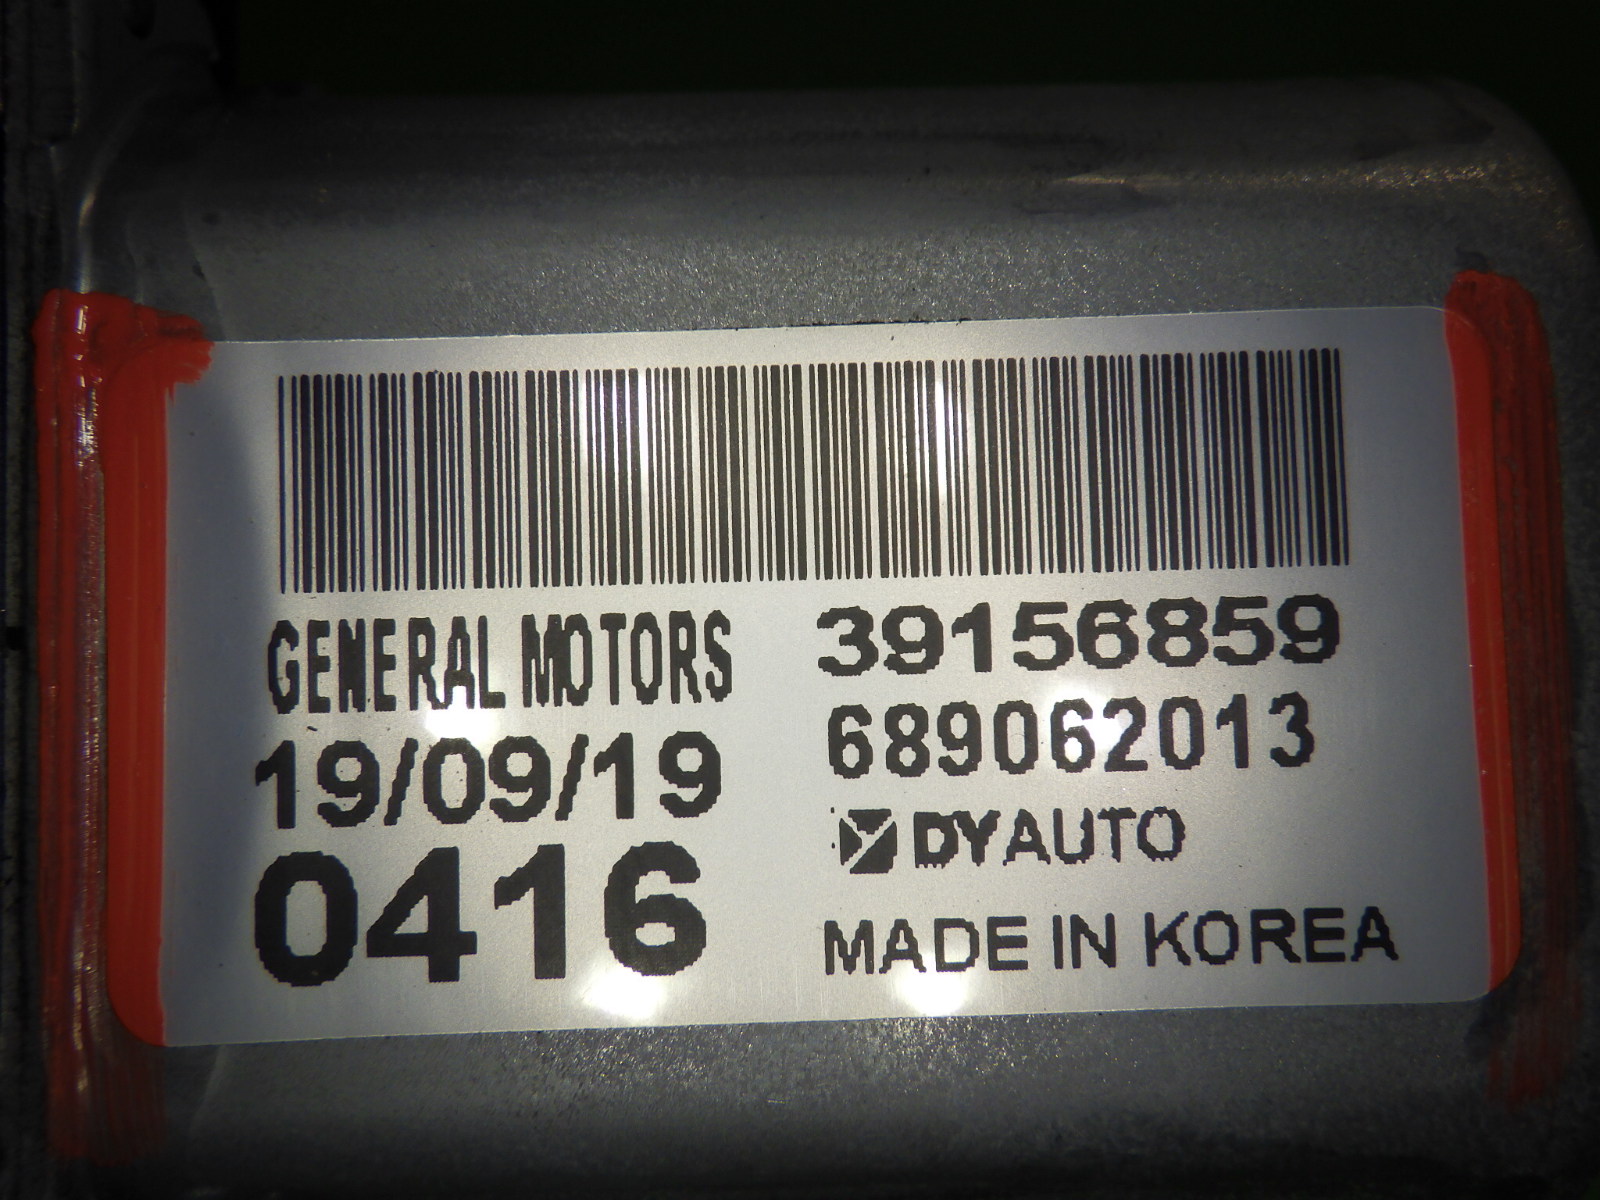 GENERAL MOTORS 39156859
19/09/19 689062013
0416 DYAUTO
MADE IN KOREA